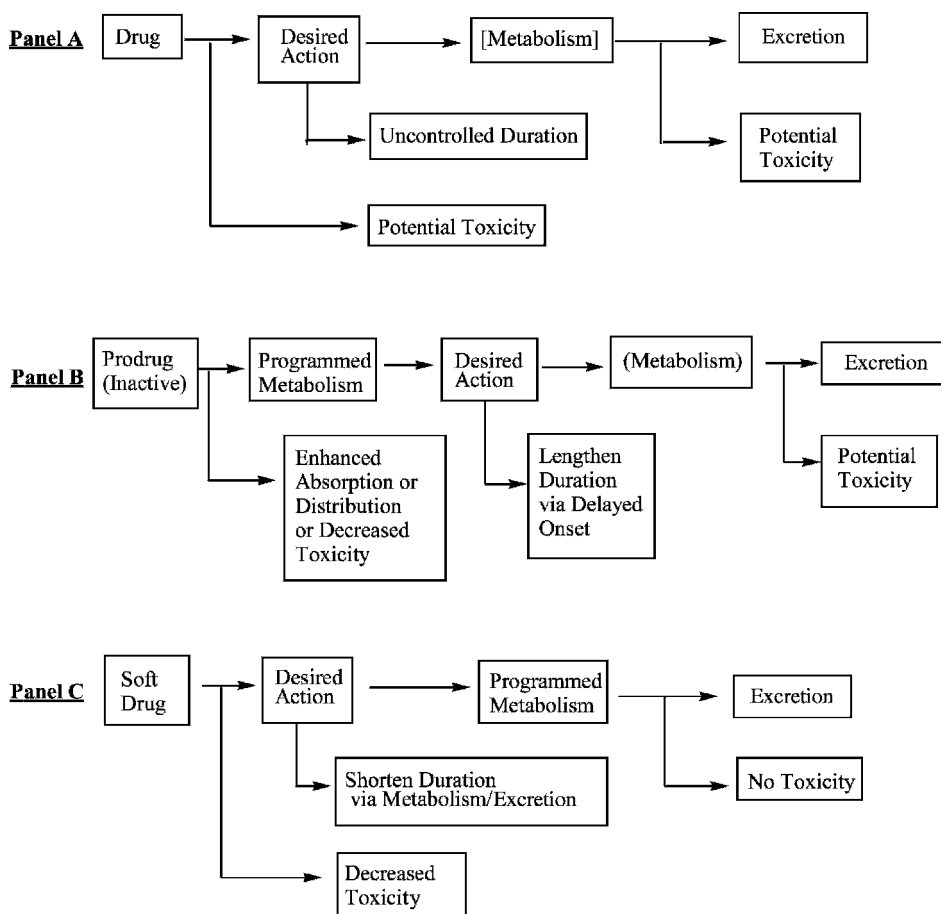 Panel A
Drug
Desired
Action
[Metabolism]
Excretion
Uncontrolled Duration
Potential
Toxicity
Potential Toxicity
Panel B
Prodrug
(Inactive)
Programmed
Metabolism
Desired
Action
(Metabolism)
Excretion
Enhanced
Absorption or
Distribution
or Decreased
Toxicity
Lengthen
Duration
via Delayed
Onset
Potential
Toxicity
Panel C
Soft
Drug
Desired
Action
Programmed
Metabolism
Excretion
Shorten Duration
via Metabolism/Excretion
No Toxicity
Decreased
Toxicity